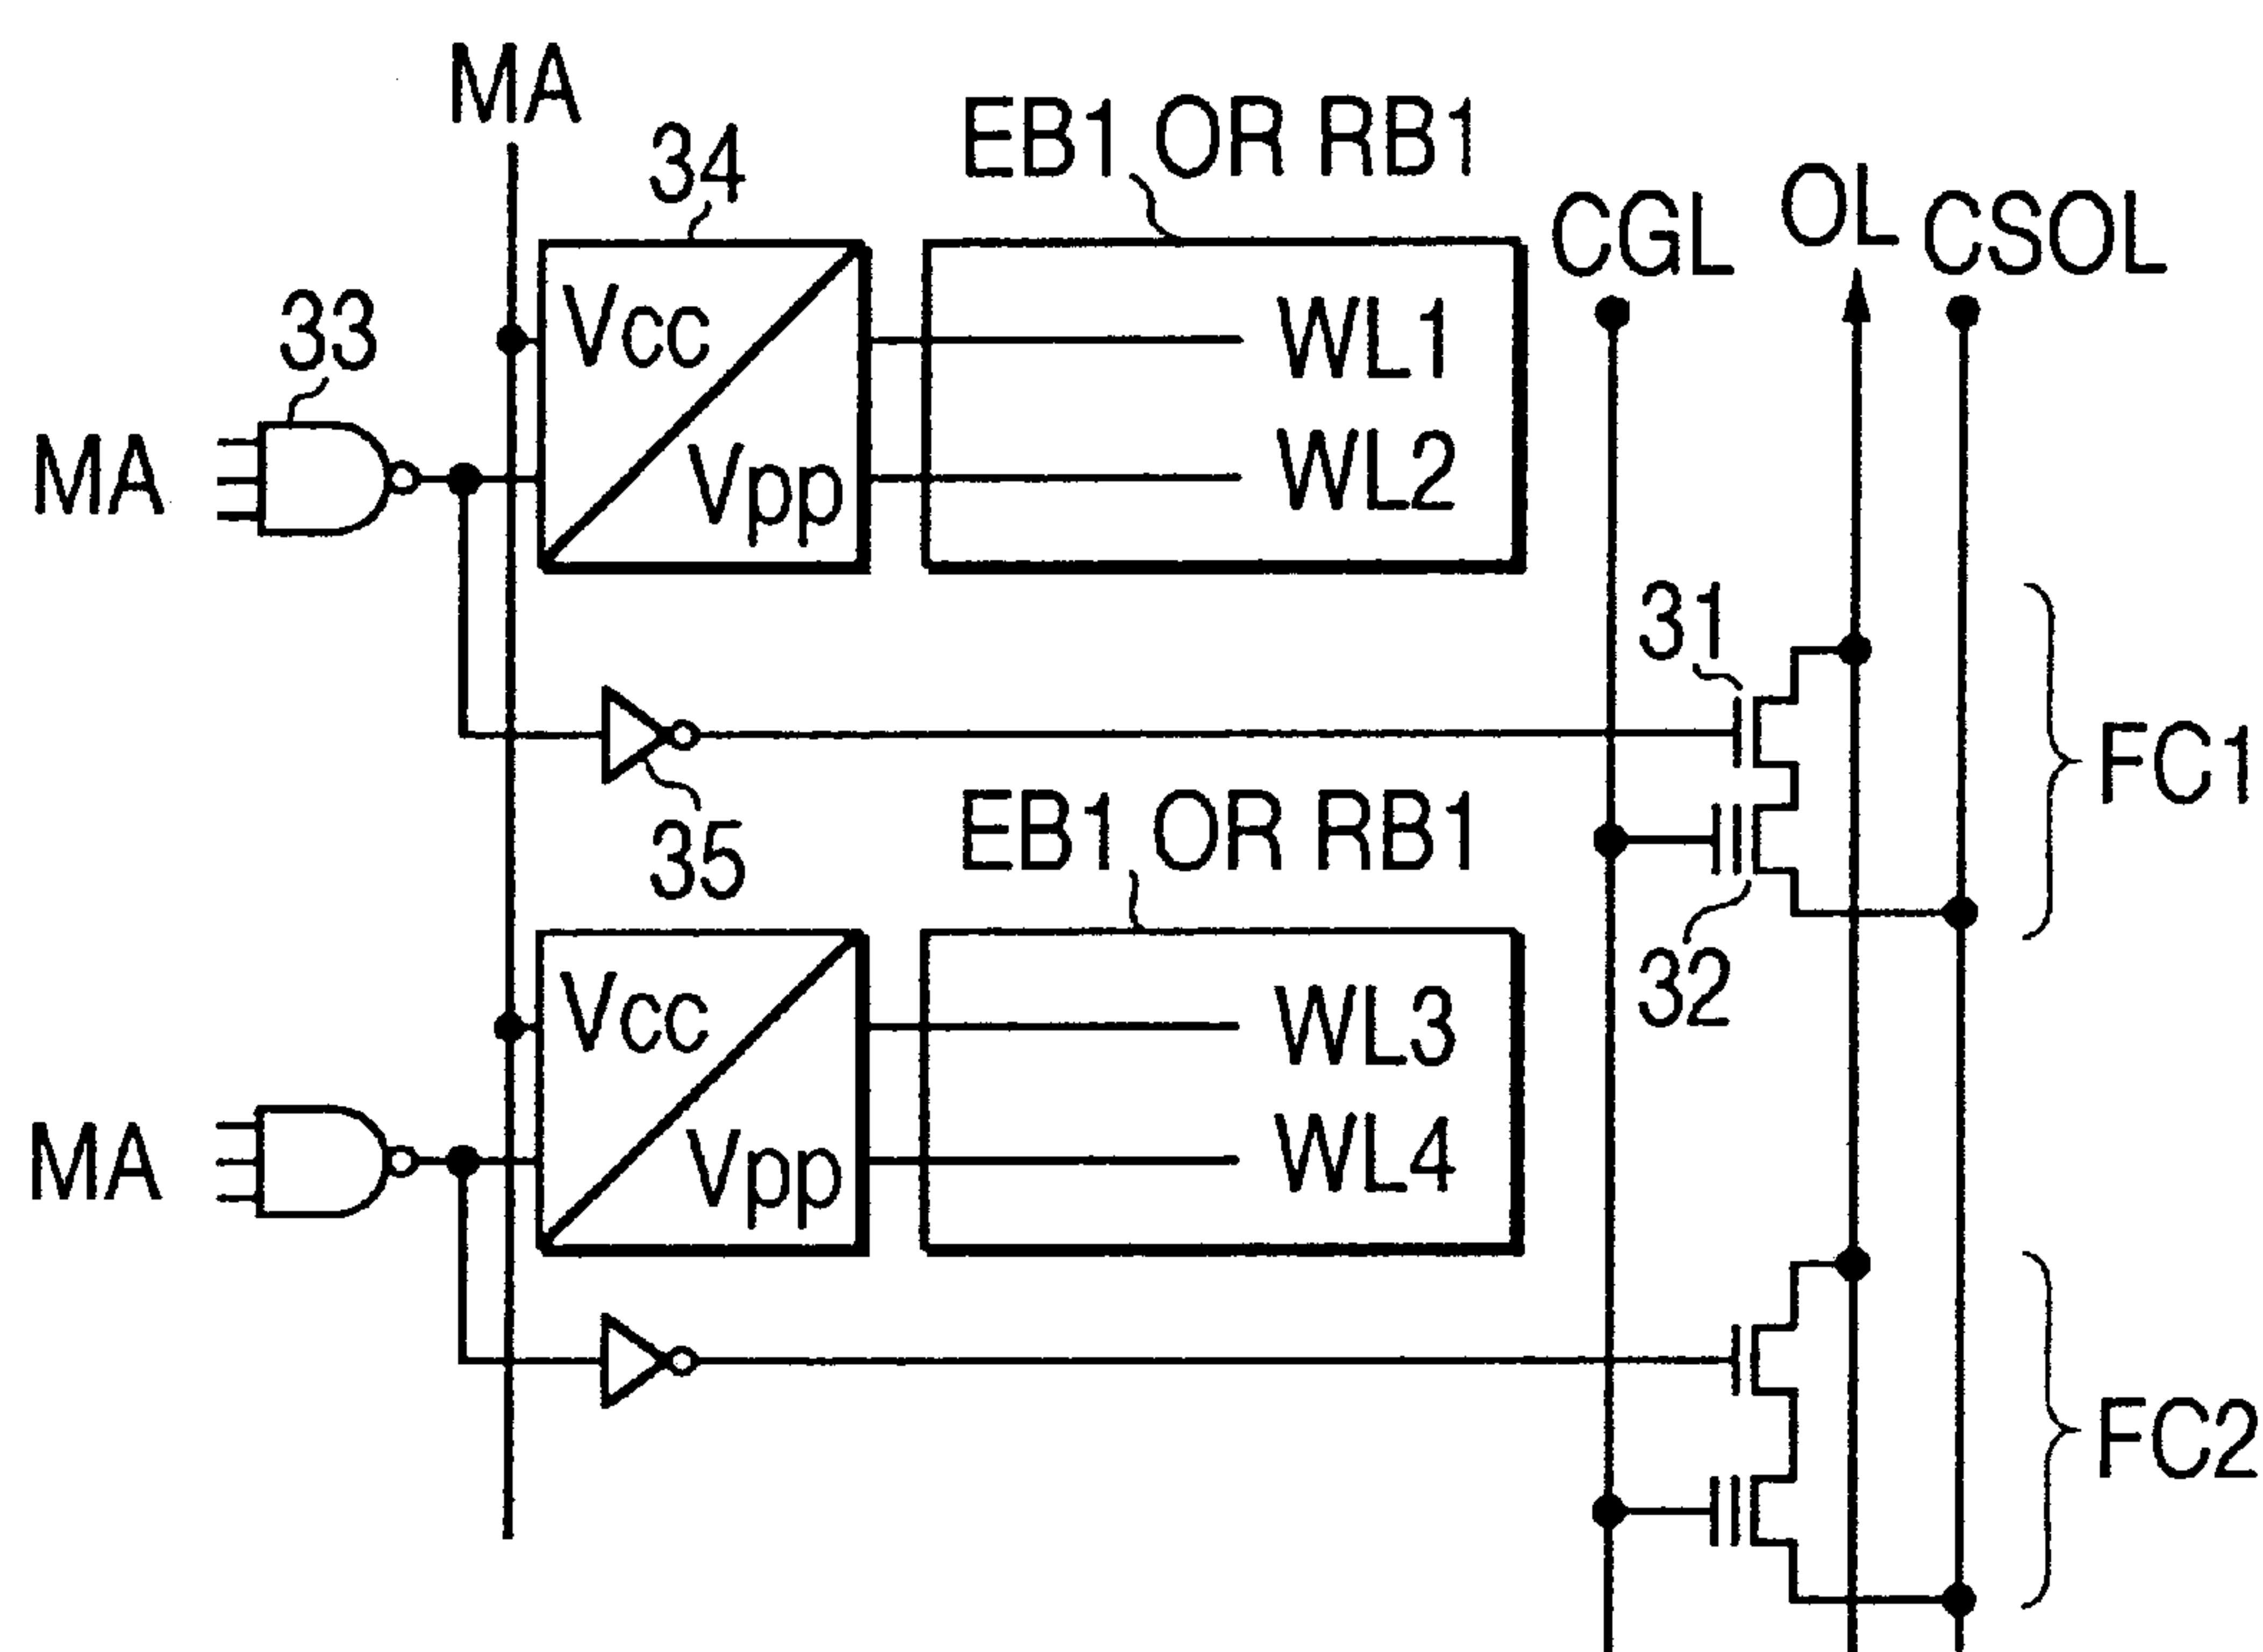 MA
34
EB1 OR RB1
CGL
OL
CSOL
33
Vcc
WL1
MA
Vpp
WL2
31
FC1
35
EB1 OR RB1
32
Vcc
WL3
MA
Vpp
WL4
FC2